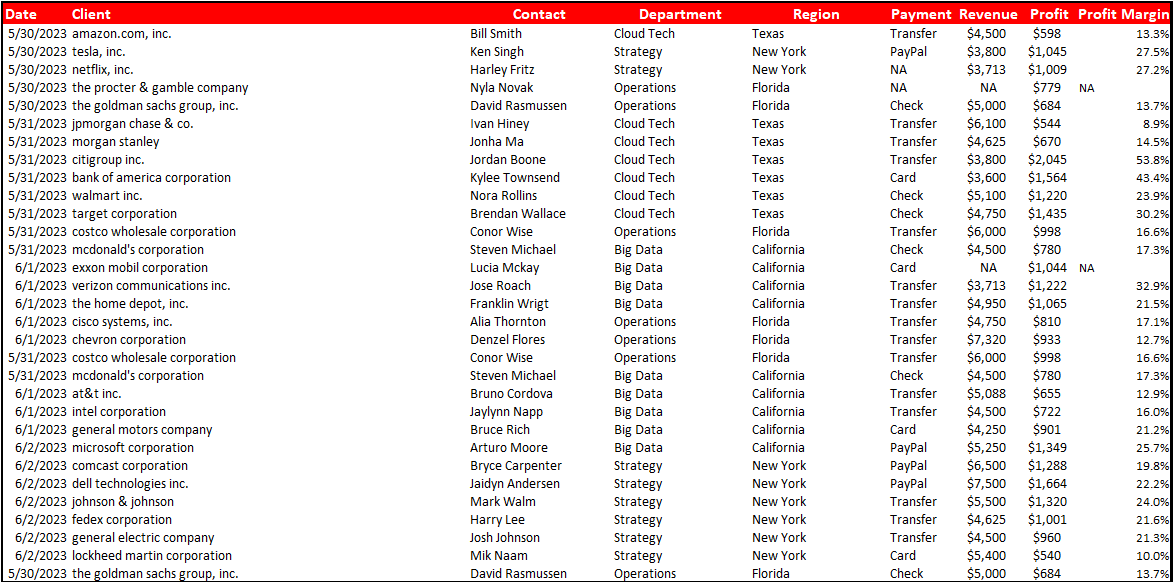 Date Client Contact Department Region Payment Revenue Profit Profit Margin
5/30/2023 amazon.com, inc. Bill Smith Cloud Tech Texas Transfer $4,500 $598 13.3%
5/30/2023 tesla, inc. Ken Singh Strategy New York PayPal $3,800 $1,045 27.5%
5/30/2023 netflix, inc. Harley Fritz Strategy New York NA $3,713 $1,009 27.2%
5/30/2023 the procter & gamble company Nyla Novak Operations Florida NA NA $779 NA
5/30/2023 the goldman sachs group, inc. David Rasmussen Operations Florida Check $5,000 $684 13.7%
5/31/2023 jpmorgan chase & co. Ivan Hiney Cloud Tech Texas Transfer $6,100 $544 8.9%
5/31/2023 morgan stanley Jonha Ma Cloud Tech Texas Transfer $4,625 $670 14.5%
5/31/2023 citigroup inc. Jordan Boone Cloud Tech Texas Transfer $3,800 $2,045 53.8%
5/31/2023 bank of america corporation Kylee Townsend Cloud Tech Texas Card $3,600 $1,564 43.4%
5/31/2023 walmart inc. Nora Rollins Cloud Tech Texas Check $5,100 $1,220 23.9%
5/31/2023 target corporation Brendan Wallace Cloud Tech Texas Check $4,750 $1,435 30.2%
5/31/2023 costco wholesale corporation Conor Wise Operations Florida Transfer $6,000 $998 16.6%
5/31/2023 mcdonald's corporation Steven Michael Big Data California Check $4,500 $780 17.3%
6/1/2023 exxon mobil corporation Lucia Mckay Big Data California Card NA $1,044 NA
6/1/2023 verizon communications inc. Jose Roach Big Data California Transfer $3,713 $1,222 32.9%
6/1/2023 the home depot, inc. Franklin Wrigt Big Data California Transfer $4,950 $1,065 21.5%
6/1/2023 cisco systems, inc. Alia Thornton Operations Florida Transfer $4,750 $810 17.1%
6/1/2023 chevron corporation Denzel Flores Operations Florida Transfer $7,320 $933 12.7%
5/31/2023 costco wholesale corporation Conor Wise Operations Florida Transfer $6,000 $998 16.6%
5/31/2023 mcdonald's corporation Steven Michael Big Data California Check $4,500 $780 17.3%
6/1/2023 at&t inc. Bruno Cordova Big Data California Transfer $5,088 $655 12.9%
6/1/2023 intel corporation Jaylynn Napp Big Data California Transfer $4,500 $722 16.0%
6/1/2023 general motors company Bruce Rich Big Data California Card $4,250 $901 21.2%
6/2/2023 microsoft corporation Arturo Moore Big Data California PayPal $5,250 $1,349 25.7%
6/2/2023 comcast corporation Bryce Carpenter Strategy New York PayPal $6,500 $1,288 19.8%
6/2/2023 dell technologies inc. Jaidyn Andersen Strategy New York PayPal $7,500 $1,664 22.2%
6/2/2023 johnson & johnson Mark Walm Strategy New York Transfer $5,500 $1,320 24.0%
6/2/2023 fedex corporation Harry Lee Strategy New York Transfer $4,625 $1,001 21.6%
6/2/2023 general electric company Josh Johnson Strategy New York Transfer $4,500 $960 21.3%
6/2/2023 lockheed martin corporation Mik Naam Strategy New York Card $5,400 $540 10.0%
5/30/2023 the goldman sachs group, inc. David Rasmussen Operations Florida Check $5,000 $684 13.7%